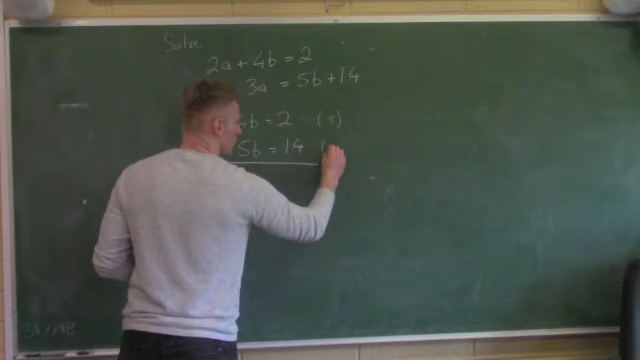 Solve
2a + 4b = 2
3a = 5b + 14
4b = 2 (5)
5b = 14 (